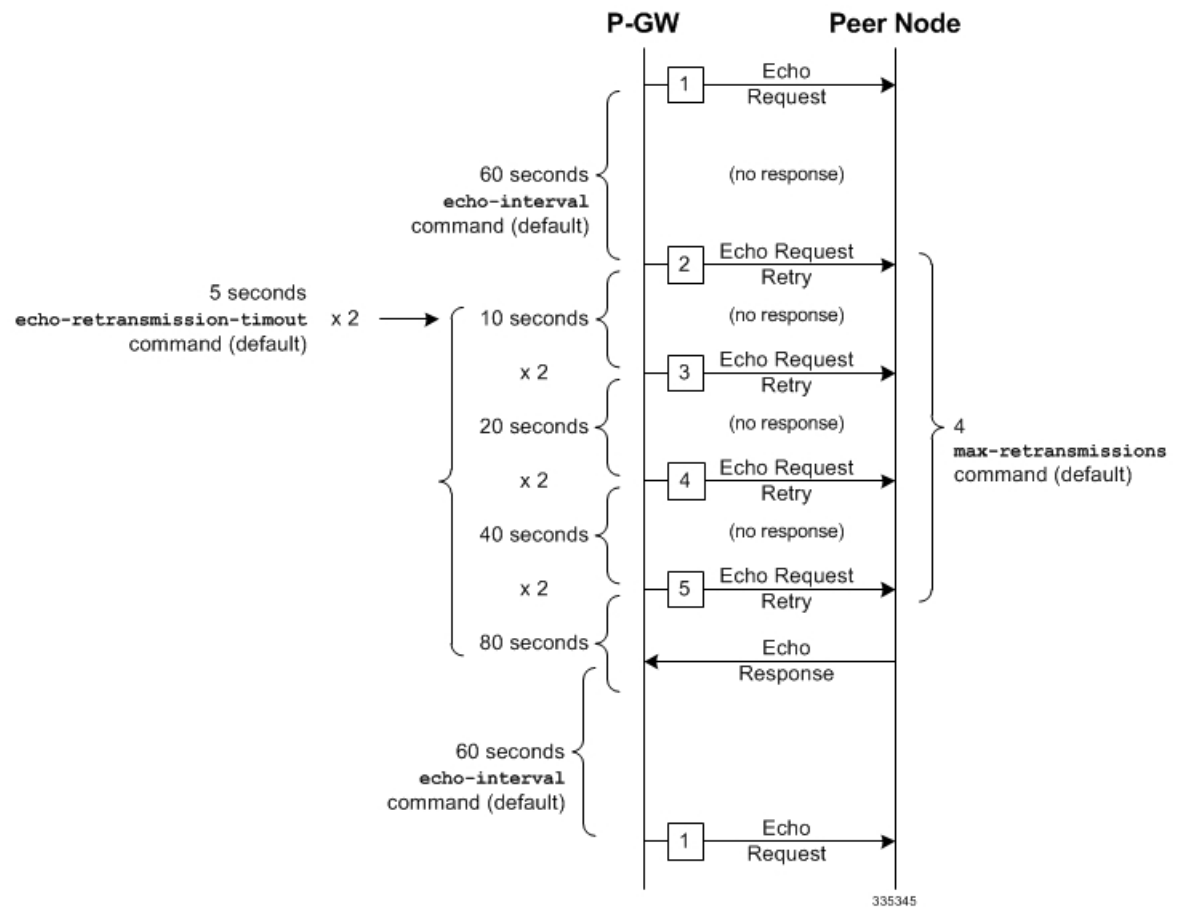 P-GW
Peer Node
1
Echo
Request
60 seconds
echo-interval
command (default)
(no response)
2
Echo Request
Retry
5 seconds
echo-retransmission-timout
command (default)
x 2
10 seconds
(no response)
x 2
3
Echo Request
Retry
20 seconds
(no response)
4
max-retransmissions
command (default)
x 2
4
Echo Request
Retry
40 seconds
(no response)
x 2
5
Echo Request
Retry
80 seconds
Echo
Response
60 seconds
echo-interval
command (default)
1
Echo
Request
335345